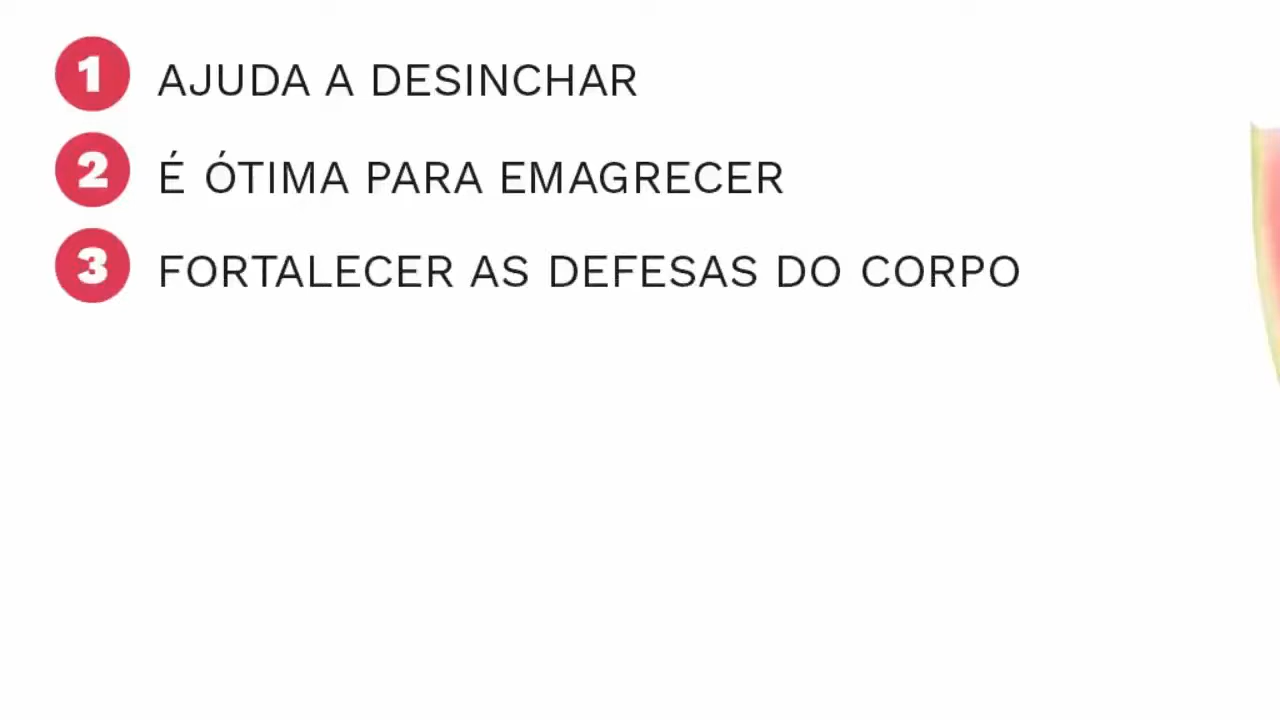 1 AJUDA A DESINCHAR
2 É ÓTIMA PARA EMAGRECER
3 FORTALECER AS DEFESAS DO CORPO